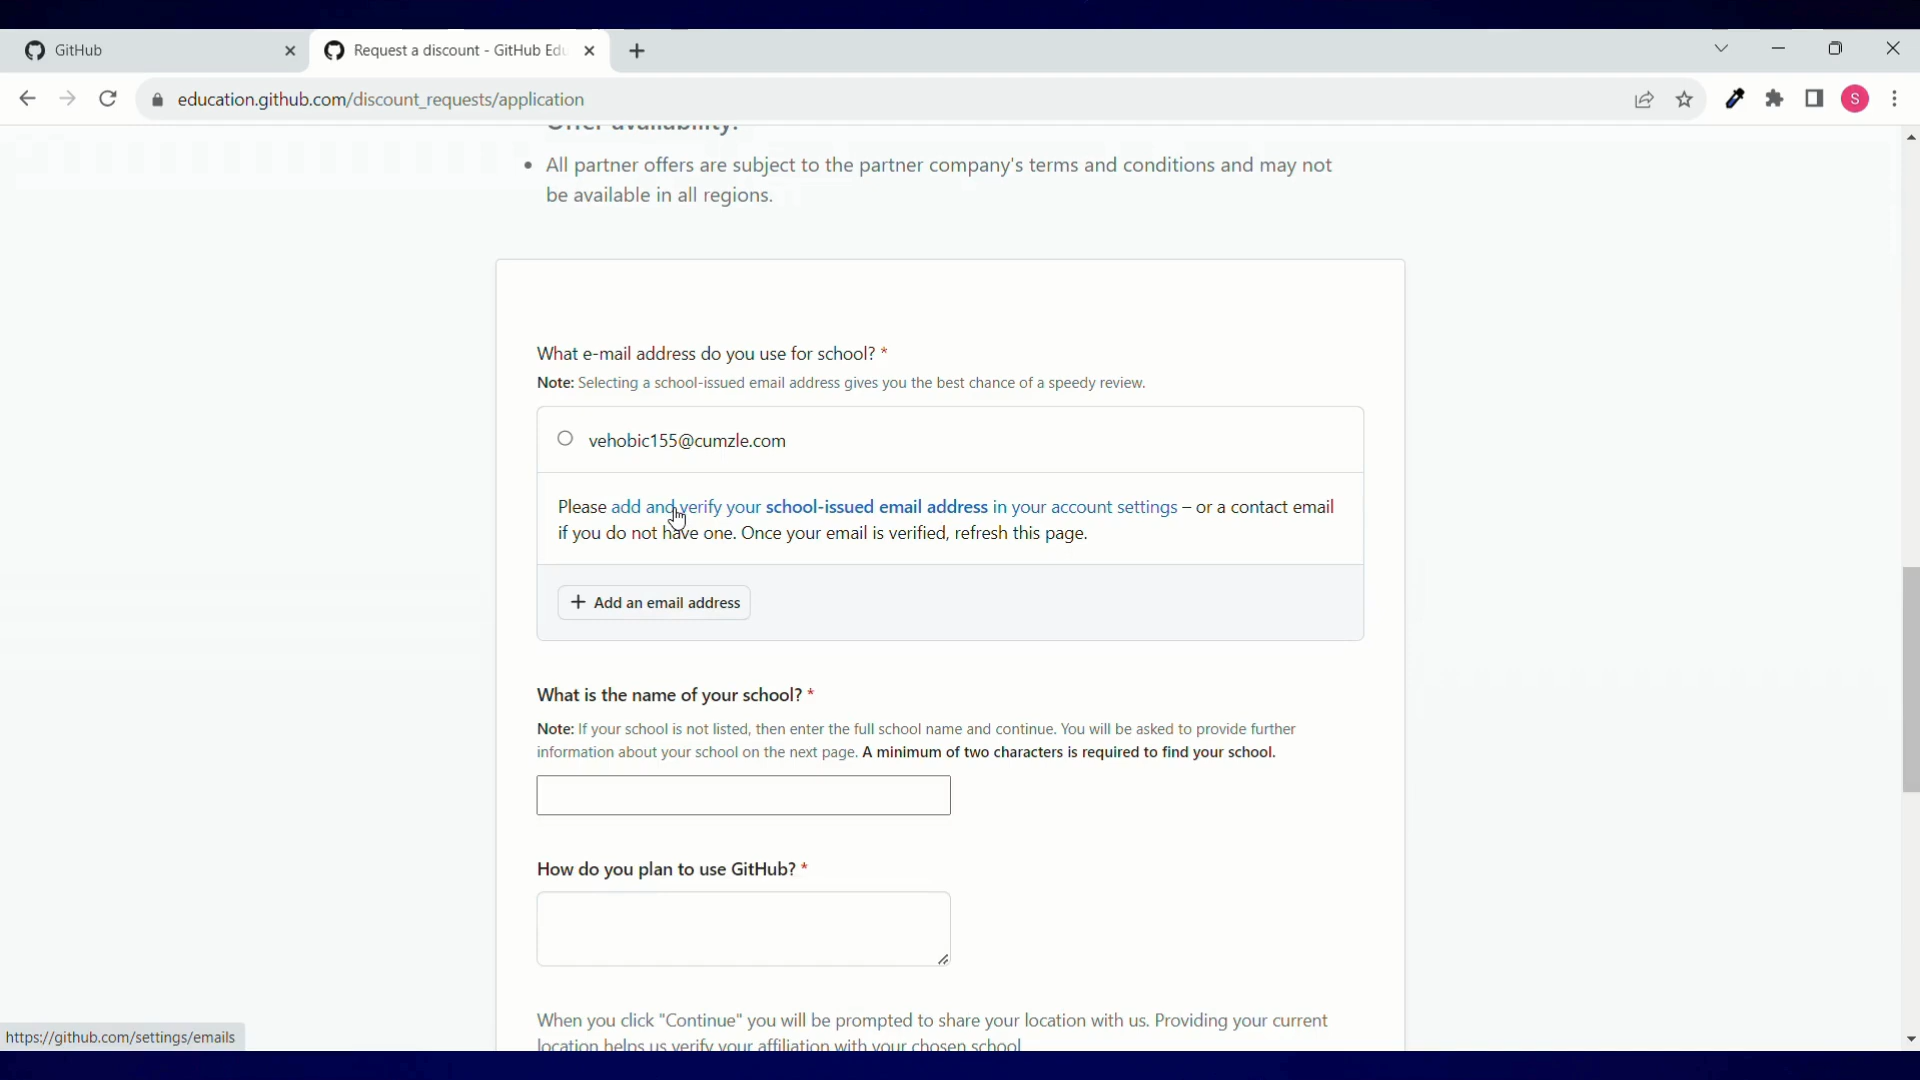 GitHub
Request a discount - GitHub Edu
education.github.com/discount_requests/application
S
Offer availability:
All partner offers are subject to the partner company's terms and conditions and may not
be available in all regions.
What e-mail address do you use for school? *
Note: Selecting a school-issued email address gives you the best chance of a speedy review.
vehobic155@cumzle.com
Please add and verify your school-issued email address in your account settings – or a contact email
if you do not have one. Once your email is verified, refresh this page.
+ Add an email address
What is the name of your school? *
Note: If your school is not listed, then enter the full school name and continue. You will be asked to provide further
information about your school on the next page. A minimum of two characters is required to find your school.
How do you plan to use GitHub? *
When you click "Continue" you will be prompted to share your location with us. Providing your current
location helps us verify your affiliation with your chosen school
https://github.com/settings/emails